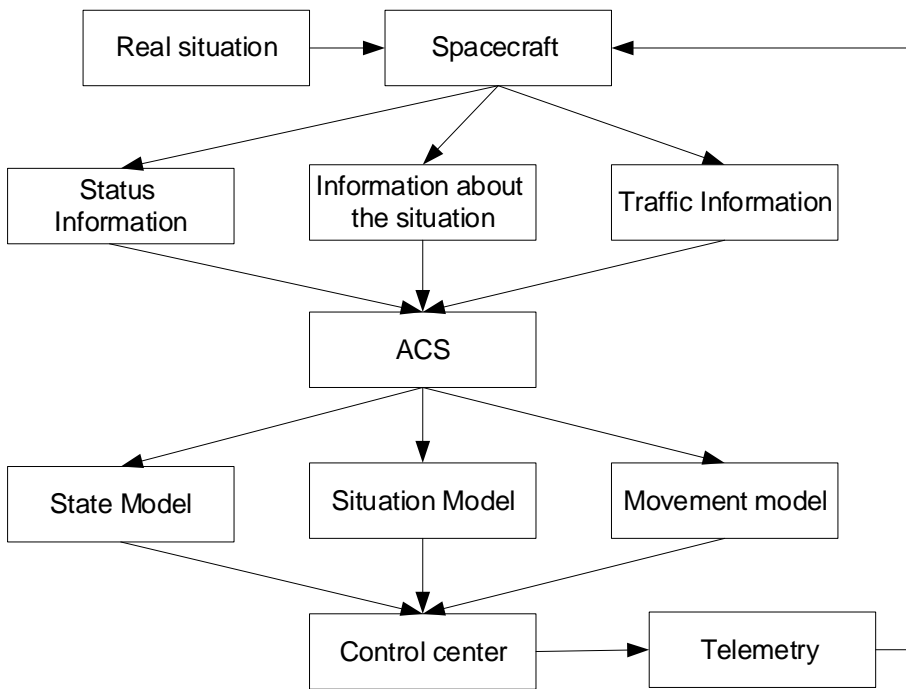 Real situation
Spacecraft
Status
Information
Information about
the situation
Traffic Information
ACS
State Model
Situation Model
Movement model
Control center
Telemetry